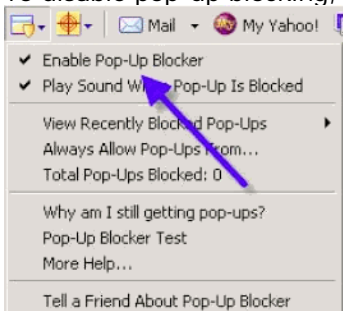 To disable pop-up blocking,
Mail My Yahoo!
Enable Pop-Up Blocker
Play Sound When Pop-Up Is Blocked
View Recently Blocked Pop-Ups
Always Allow Pop-Ups From...
Total Pop-Ups Blocked: 0
Why am I still getting pop-ups?
Pop-Up Blocker Test
More Help...
Tell a Friend About Pop-Up Blocker